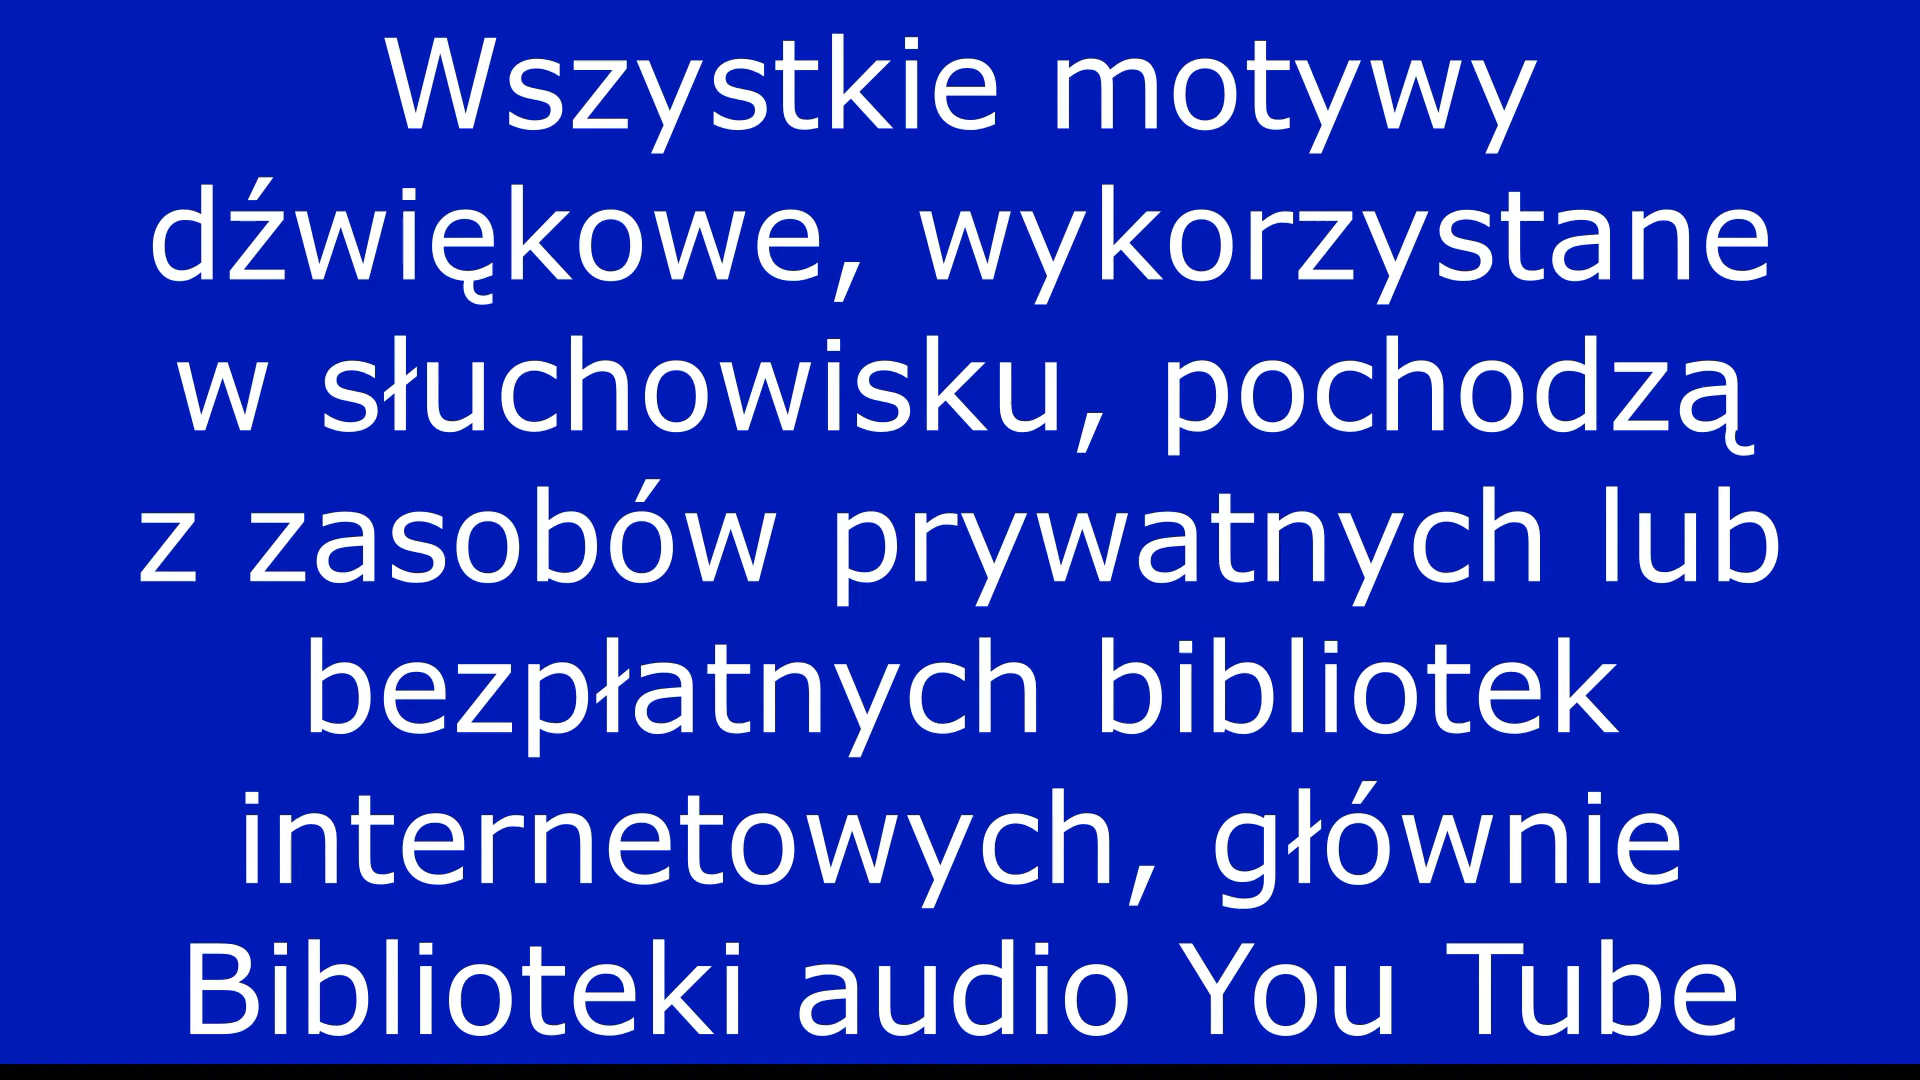 Wszystkie motywy
dźwiękowe, wykorzystane
w słuchowisku, pochodzą
z zasobów prywatnych lub
bezpłatnych bibliotek
internetowych, głównie
Biblioteki audio You Tube